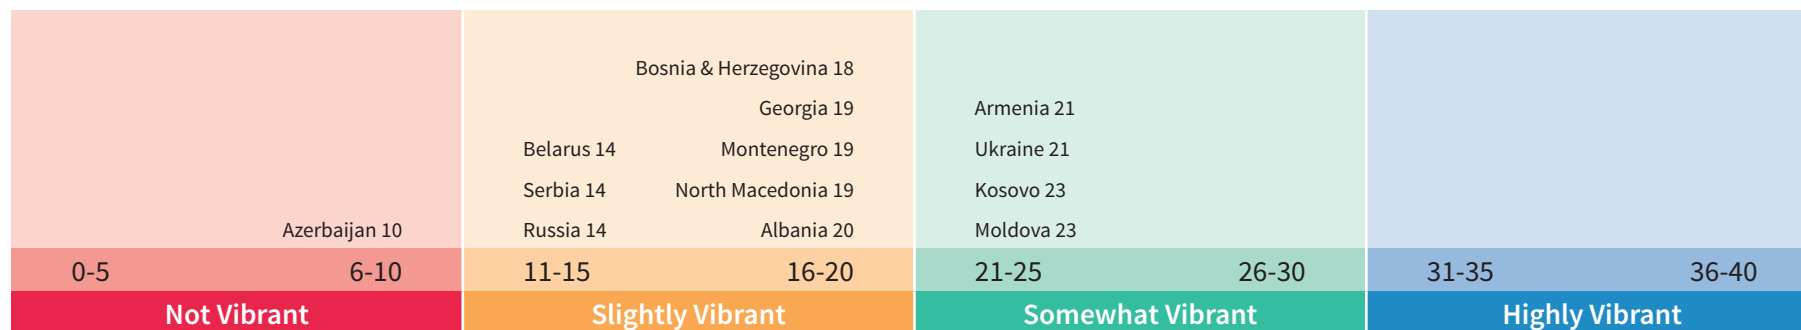 Bosnia & Herzegovina 18
Georgia 19
Armenia 21
Belarus 14
Montenegro 19
Ukraine 21
Serbia 14
North Macedonia 19
Kosovo 23
Azerbaijan 10
Russia 14
Albania 20
Moldova 23
0-5
6-10
11-15
16-20
21-25
26-30
31-35
36-40
Not Vibrant
Slightly Vibrant
Somewhat Vibrant
Highly Vibrant